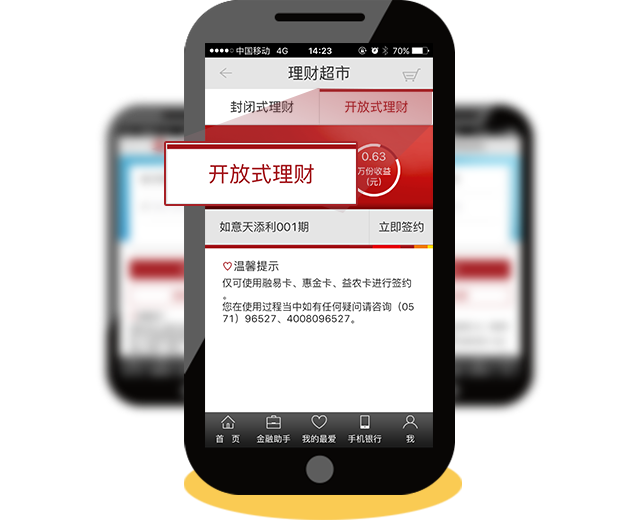 中国移动 4G 14:23 70%
理财超市
封闭式理财 开放式理财
0.63
万份收益
(元)
开放式理财
如意天添利001期 立即签约
温馨提示
仅可使用融易卡、惠金卡、益农卡进行签约
。
您在使用过程当中如有任何疑问请咨询（05
71）96527、4008096527。
首 页 金融助手 我的最爱 手机银行 我